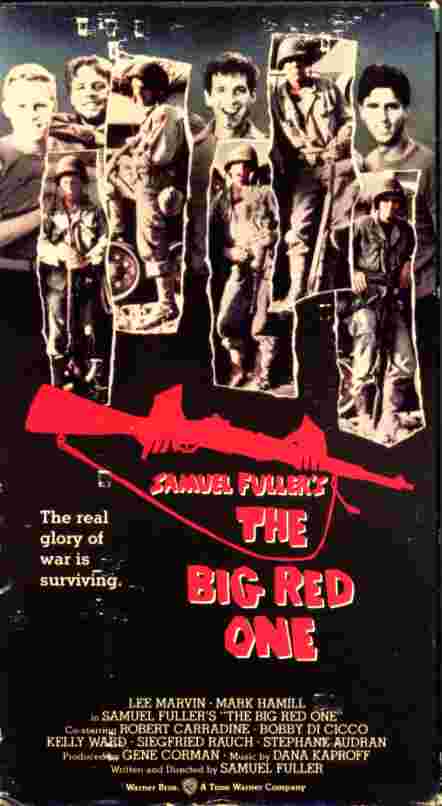 SAMUEL FULLER'S
THE
BIG RED
ONE
The real
glory of
war is
surviving.
LEE MARVIN · MARK HAMILL
in SAMUEL FULLER'S "THE BIG RED ONE"
Co-starring ROBERT CARRADINE · BOBBY DI CICCO
KELLY WARD · SIEGFRIED RAUCH · STEPHANE AUDRAN
Produced by GENE CORMAN · Music by DANA KAPROFF
Written and Directed by SAMUEL FULLER
Warner Bros. WB A Time Warner Company